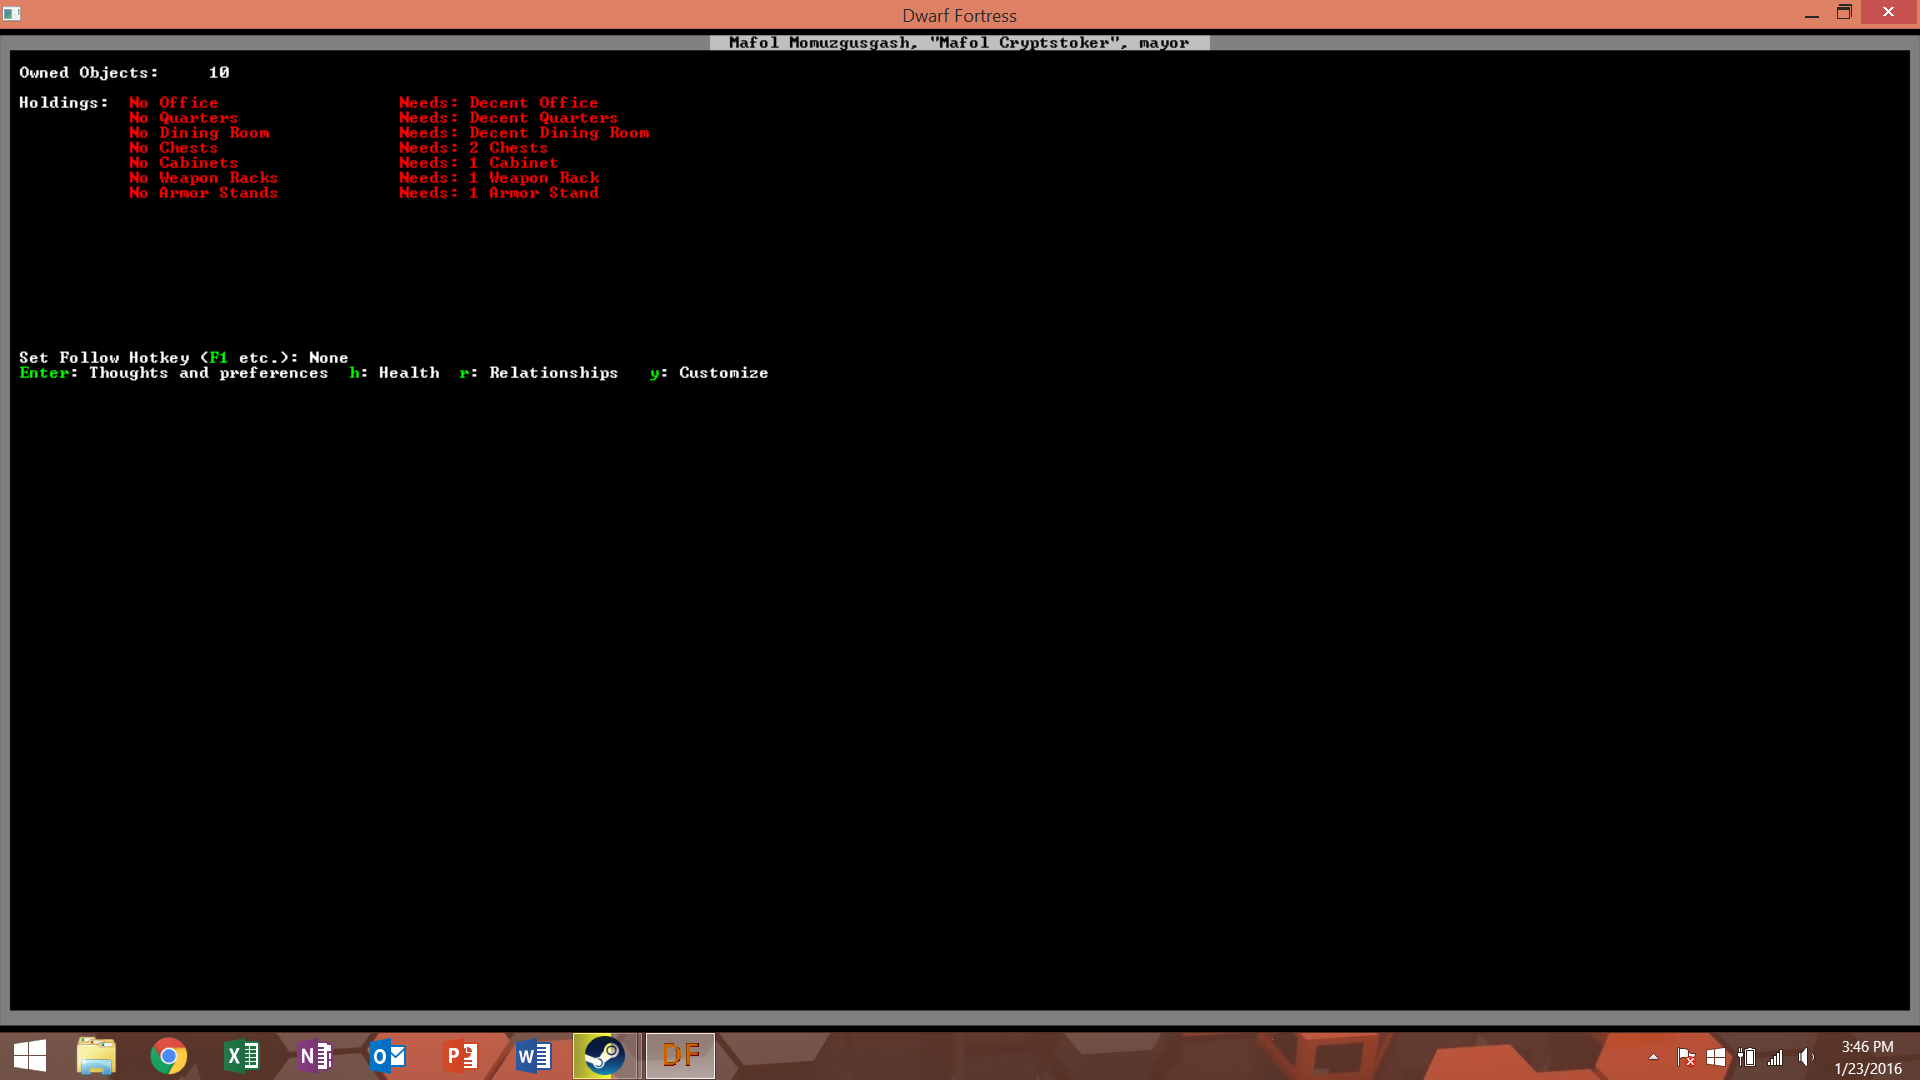 Dwarf Fortress
Mafol Momuzgusgash, "Mafol Cryptstoker", mayor
Owned Objects: 10
Holdings: No Office Needs: Decent Office
No Quarters Needs: Decent Quarters
No Dining Room Needs: Decent Dining Room
No Chests Needs: 2 Chests
No Cabinets Needs: 1 Cabinet
No Weapon Racks Needs: 1 Weapon Rack
No Armor Stands Needs: 1 Armor Stand
Set Follow Hotkey (F1 etc.): None
Enter: Thoughts and preferences h: Health r: Relationships y: Customize
DF
3:46 PM
1/23/2016